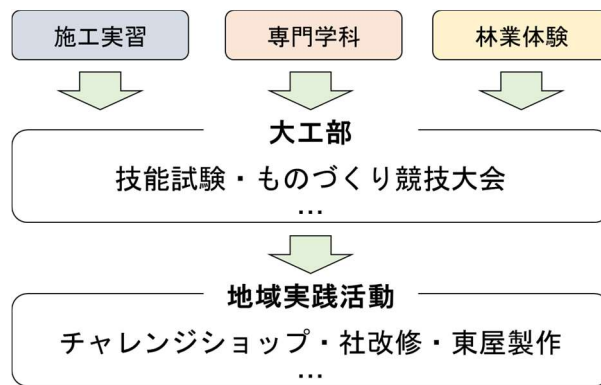 施工実習
専門学科
林業体験
大工部
技能試験・ものづくり競技大会
…
地域実践活動
チャレンジショップ・社改修・東屋製作
…